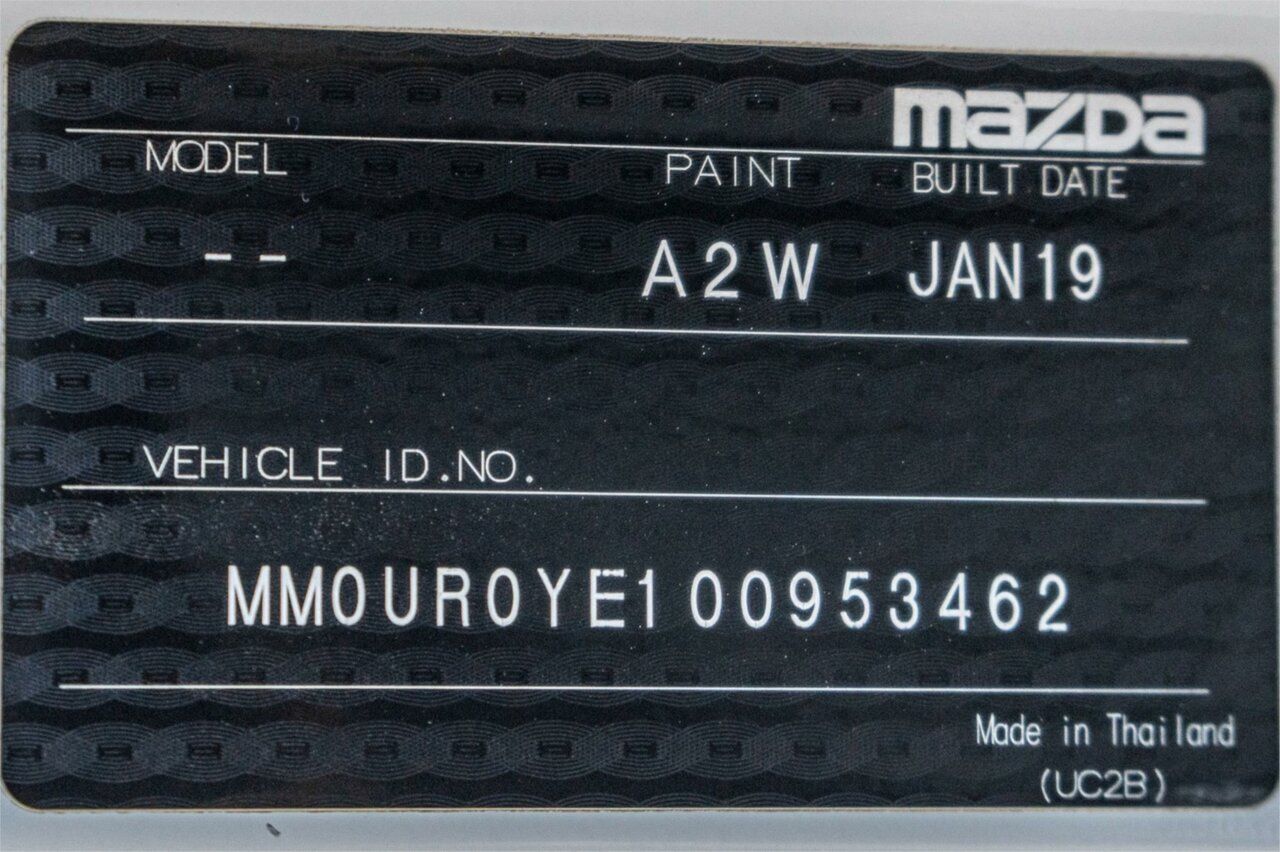 mazda
MODEL PAINT BUILT DATE
-- A2W JAN19
VEHICLE ID.NO.
MM0UR0YE100953462
Made in Thailand
(UC2B)